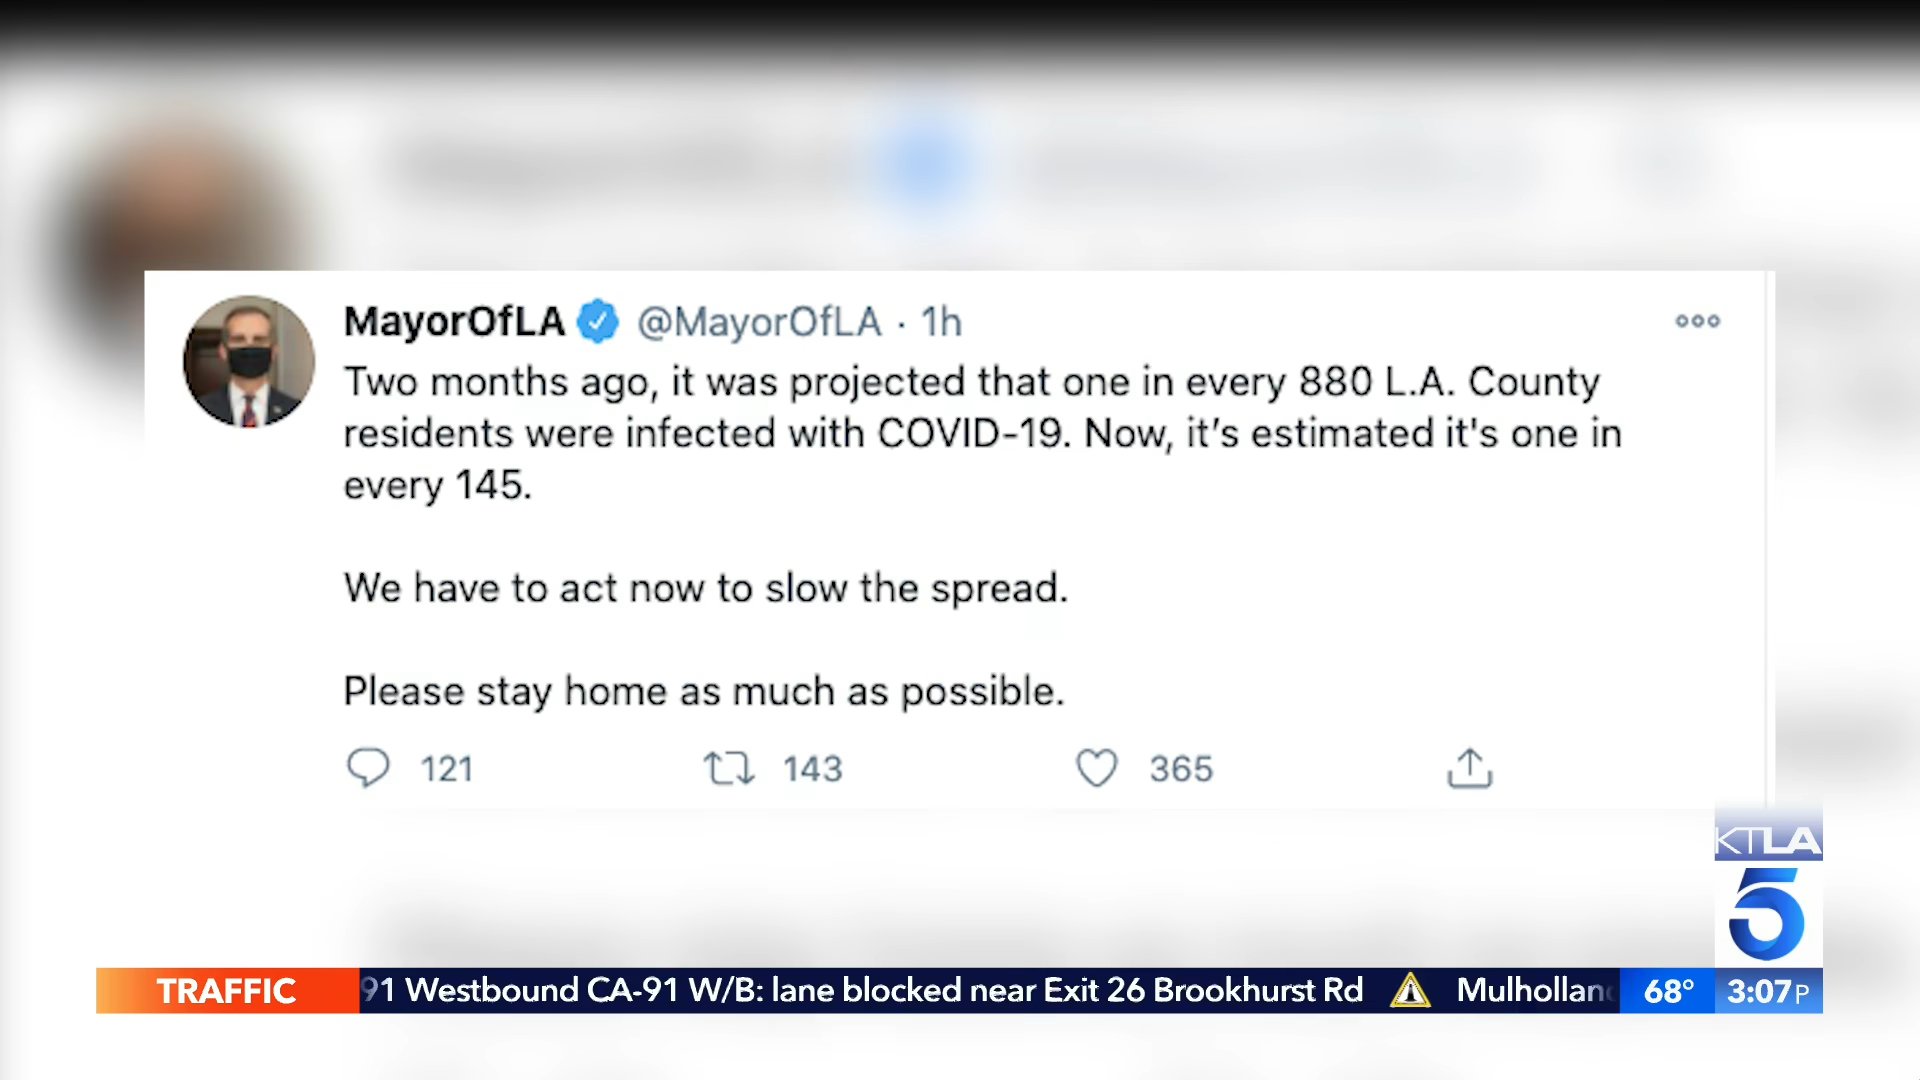 MayorOfLA @MayorOfLA · 1h
Two months ago, it was projected that one in every 880 L.A. County
residents were infected with COVID-19. Now, it’s estimated it's one in
every 145.
We have to act now to slow the spread.
Please stay home as much as possible.
121 143 365
KTLA
5
TRAFFIC 91 Westbound CA-91 W/B: lane blocked near Exit 26 Brookhurst Rd Mulhollan 68° 3:07P